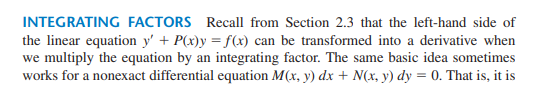 INTEGRATING FACTORS Recall from Section 2.3 that the left-hand side of
the linear equation y′ + P(x)y = f(x) can be transformed into a derivative when
we multiply the equation by an integrating factor. The same basic idea sometimes
works for a nonexact differential equation M(x, y) dx + N(x, y) dy = 0. That is, it is